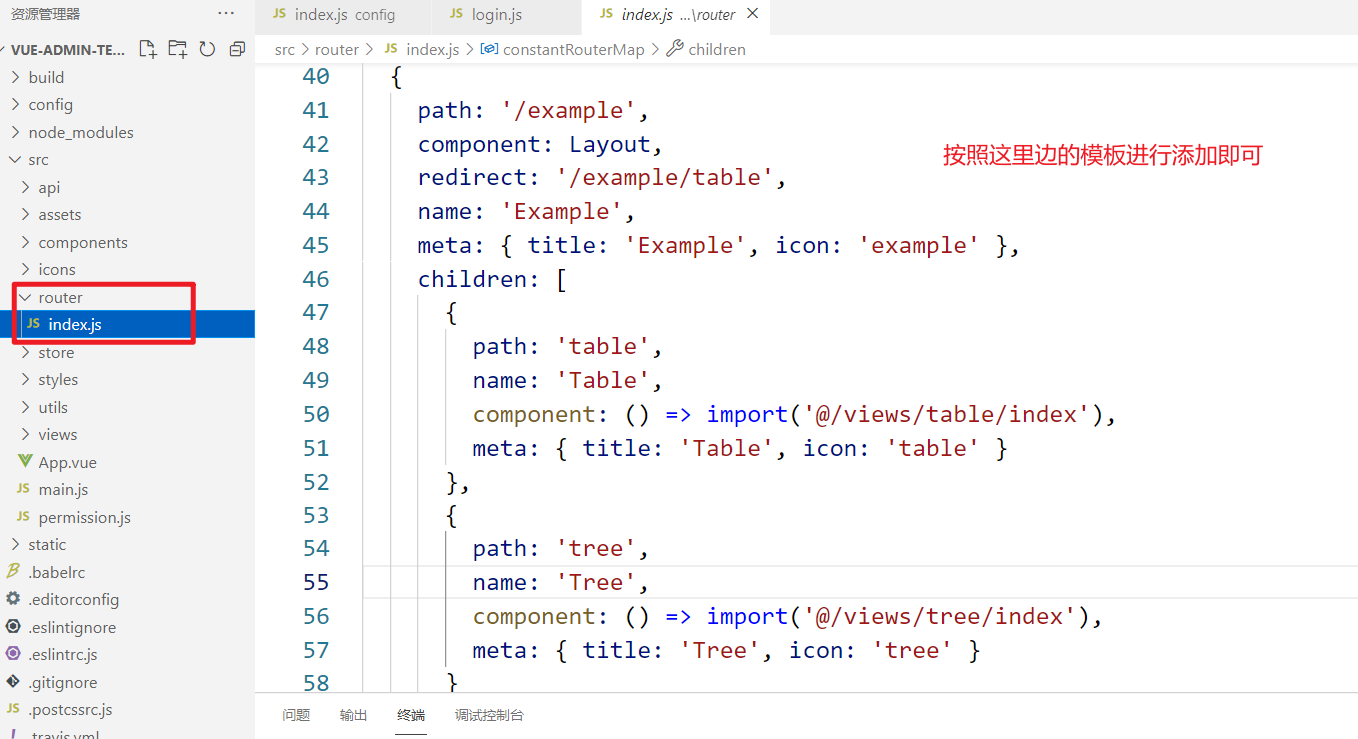 资源管理器 ···
VUE-ADMIN-TE...
build
config
node_modules
src
api
assets
components
icons
router
JS index.js
store
styles
utils
views
App.vue
JS main.js
JS permission.js
static
.babelrc
.editorconfig
.eslintignore
.eslintrc.js
.gitignore
JS .postcssrc.js
! .travis.yml
JS index.js config JS login.js JS index.js ...\router
src > router > JS index.js > constantRouterMap > children
40 {
41 path: '/example',
42 component: Layout,
按照这里边的模板进行添加即可
43 redirect: '/example/table',
44 name: 'Example',
45 meta: { title: 'Example', icon: 'example' },
46 children: [
47 {
48 path: 'table',
49 name: 'Table',
50 component: () => import('@/views/table/index'),
51 meta: { title: 'Table', icon: 'table' }
52 },
53 {
54 path: 'tree',
55 name: 'Tree',
56 component: () => import('@/views/tree/index'),
57 meta: { title: 'Tree', icon: 'tree' }
58 }
问题 输出 终端 调试控制台